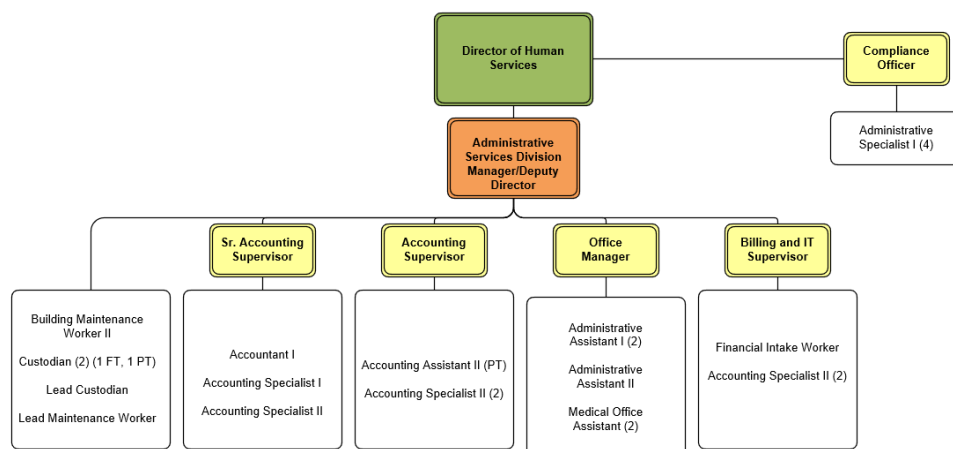 Director of Human
Services
Compliance
Officer
Administrative
Specialist I (4)
Administrative
Services Division
Manager/Deputy
Director
Sr. Accounting
Supervisor
Accounting
Supervisor
Office
Manager
Billing and IT
Supervisor
Building Maintenance
Worker II
Custodian (2) (1 FT, 1 PT)
Lead Custodian
Lead Maintenance Worker
Accountant I
Accounting Specialist I
Accounting Specialist II
Accounting Assistant II (PT)
Accounting Specialist II (2)
Administrative
Assistant I (2)
Administrative
Assistant II
Medical Office
Assistant (2)
Financial Intake Worker
Accounting Specialist II (2)